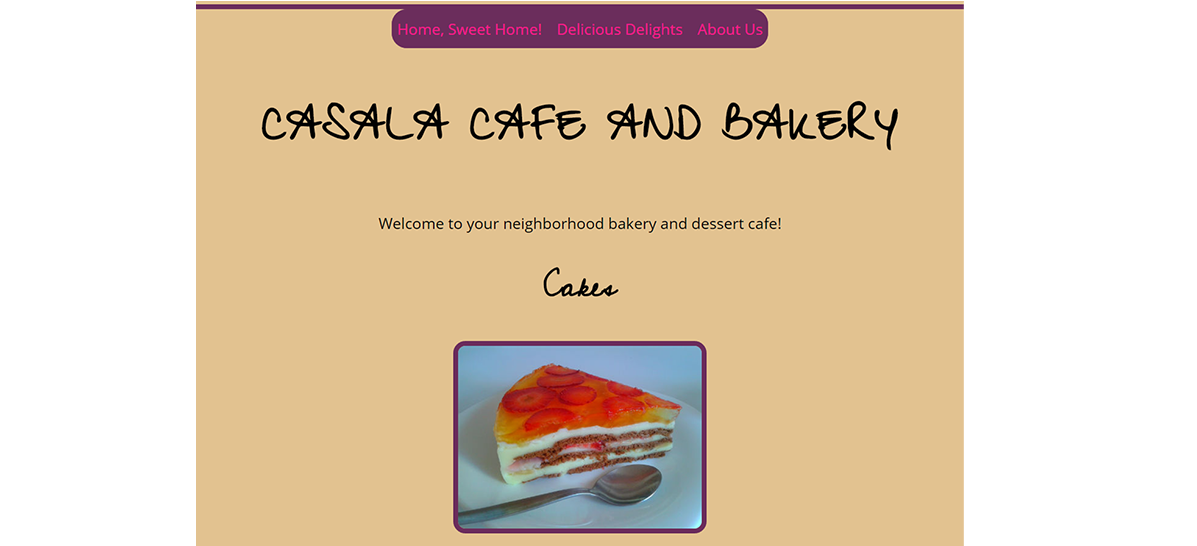 Home, Sweet Home! Delicious Delights About Us
CASALA CAFE AND BAKERY
Welcome to your neighborhood bakery and dessert cafe!
Cakes